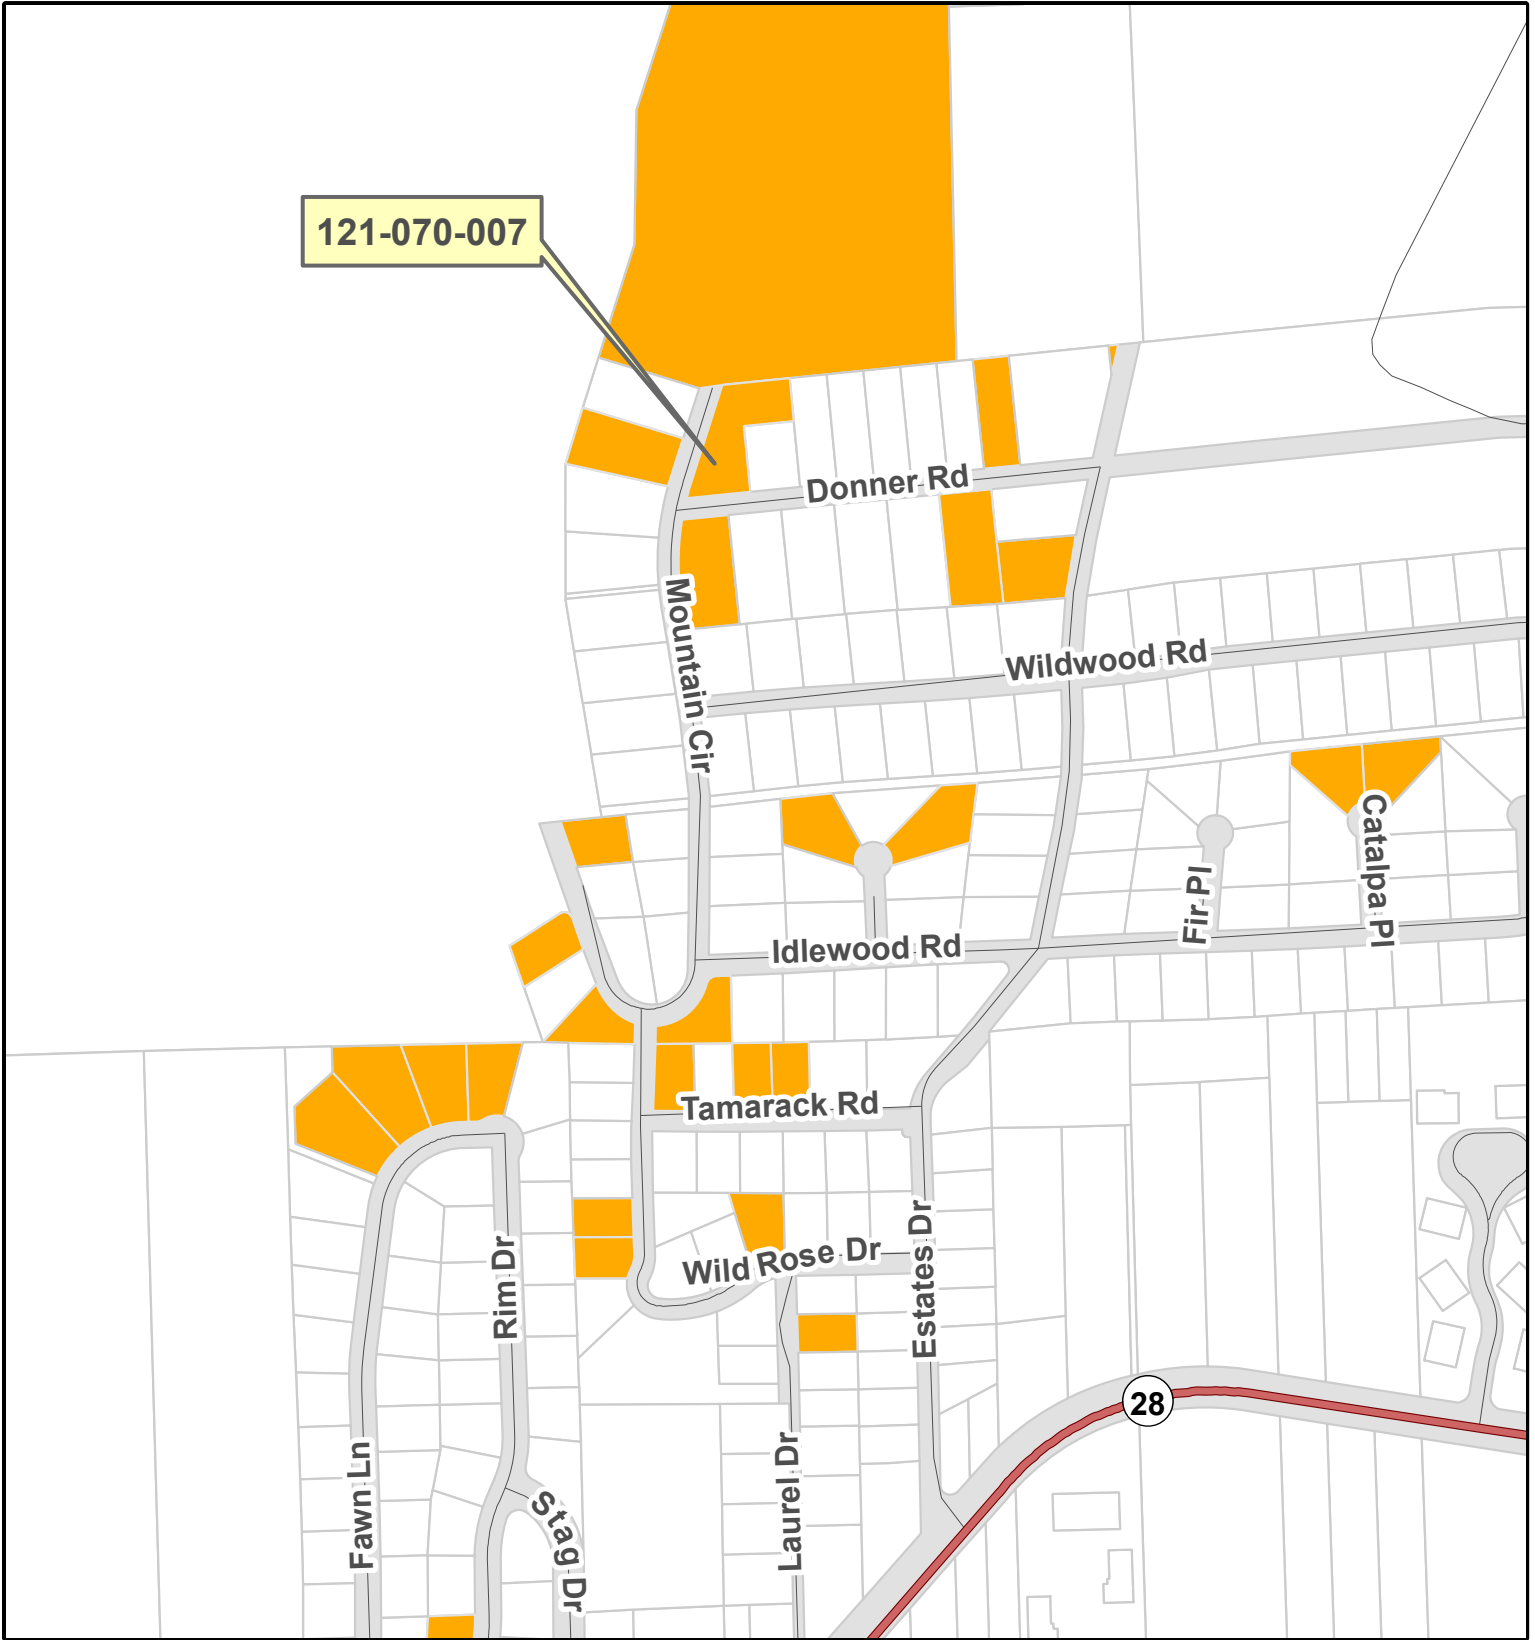 121-070-007
Donner Rd
Mountain Cir
Wildwood Rd
Catalpa Pl
Fir Pl
Idlewood Rd
Tamarack Rd
Wild Rose Dr
Estates Dr
Rim Dr
28
Fawn Ln
Stag Dr
Laurel Dr